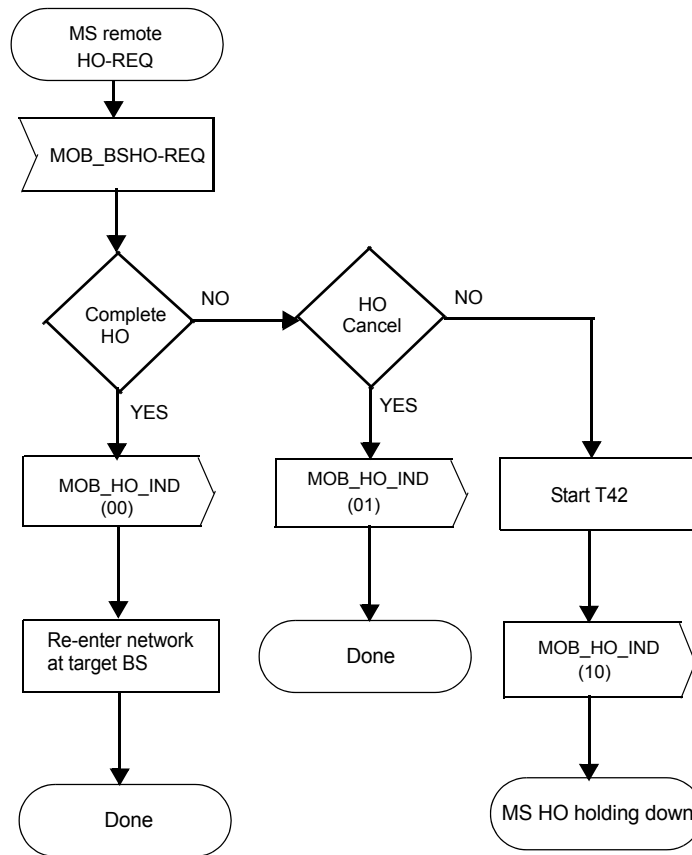 MS remote
HO-REQ
MOB_BSHO-REQ
Complete
HO
NO
HO
Cancel
NO
YES
YES
MOB_HO_IND
(00)
MOB_HO_IND
(01)
Start T42
Re-enter network
at target BS
Done
MOB_HO_IND
(10)
Done
MS HO holding down